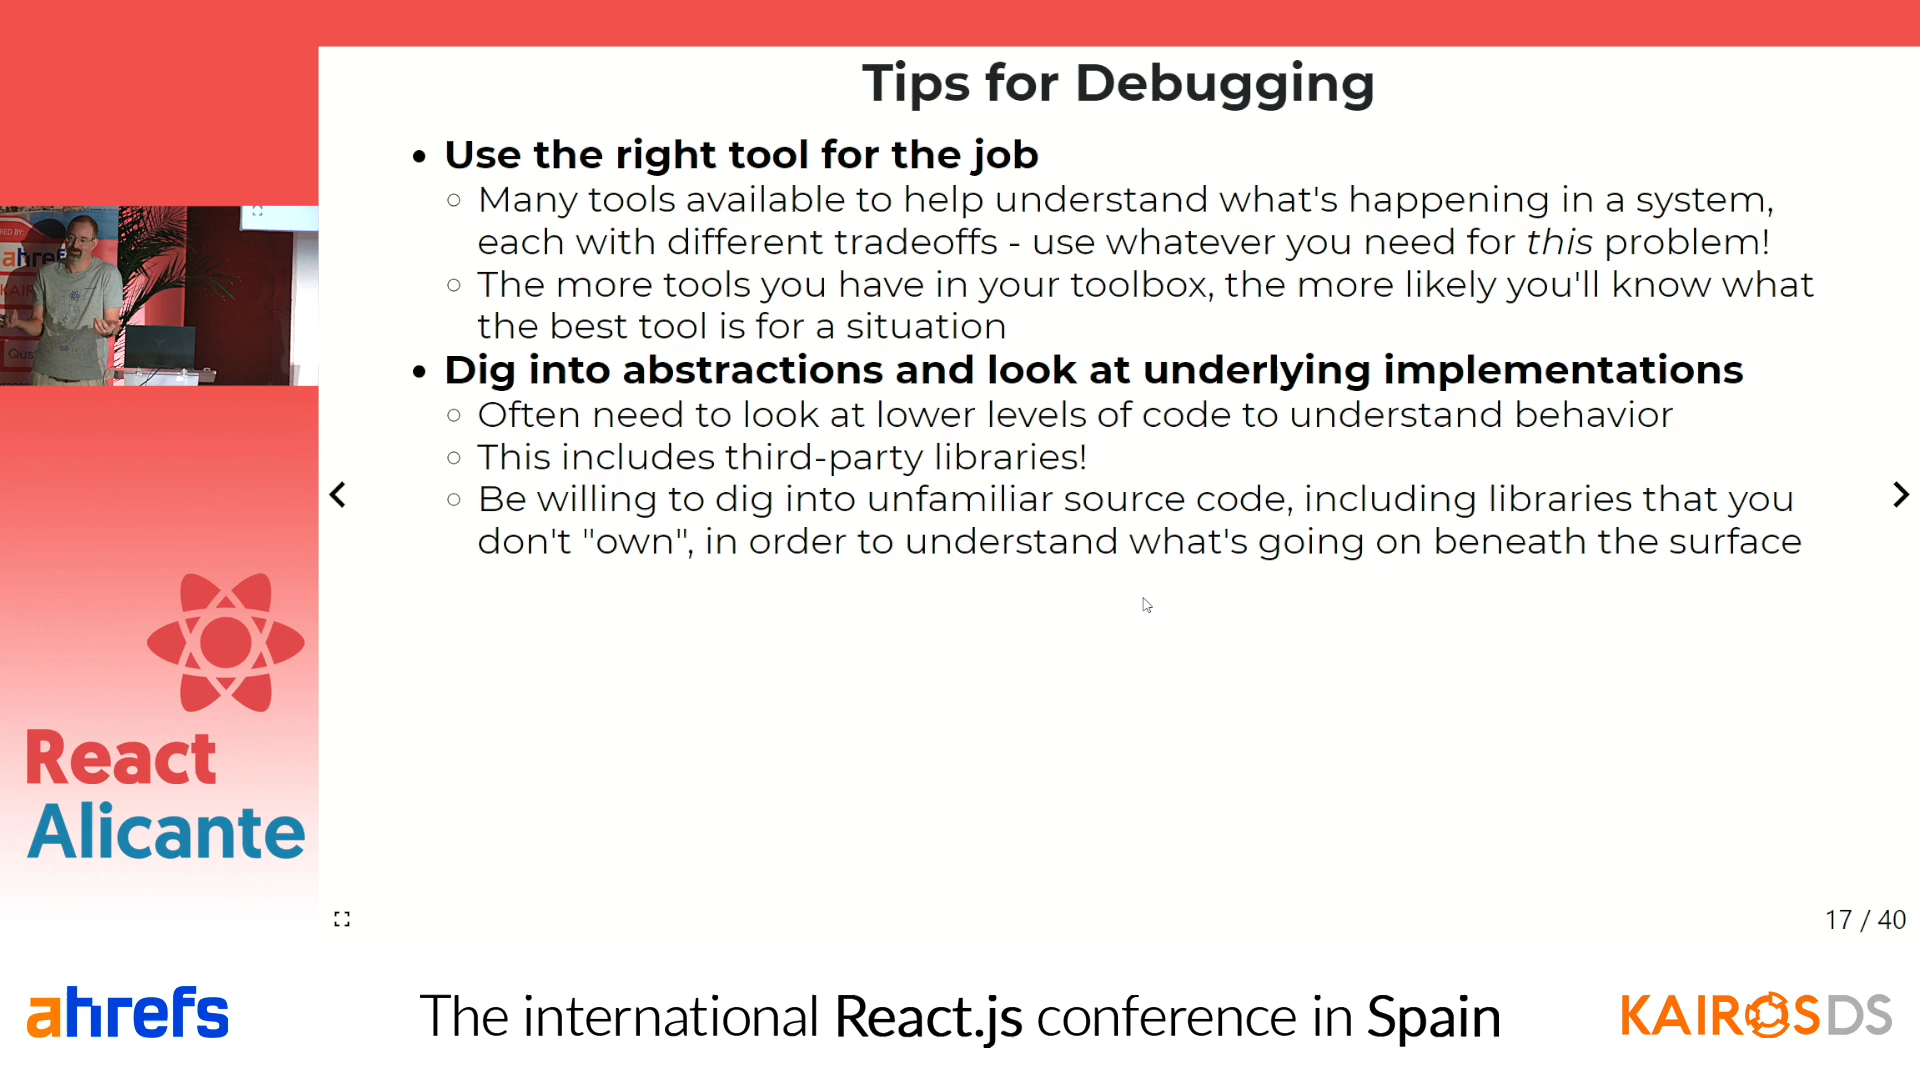 Tips for Debugging
• Use the right tool for the job
○ Many tools available to help understand what's happening in a system,
each with different tradeoffs - use whatever you need for this problem!
○ The more tools you have in your toolbox, the more likely you'll know what
the best tool is for a situation
• Dig into abstractions and look at underlying implementations
○ Often need to look at lower levels of code to understand behavior
○ This includes third-party libraries!
○ Be willing to dig into unfamiliar source code, including libraries that you
don't "own", in order to understand what's going on beneath the surface
17 / 40
RED BY:
ahrefs
KAIR
Qus
React
Alicante
ahrefs
The international React.js conference in Spain
KAIROSDS